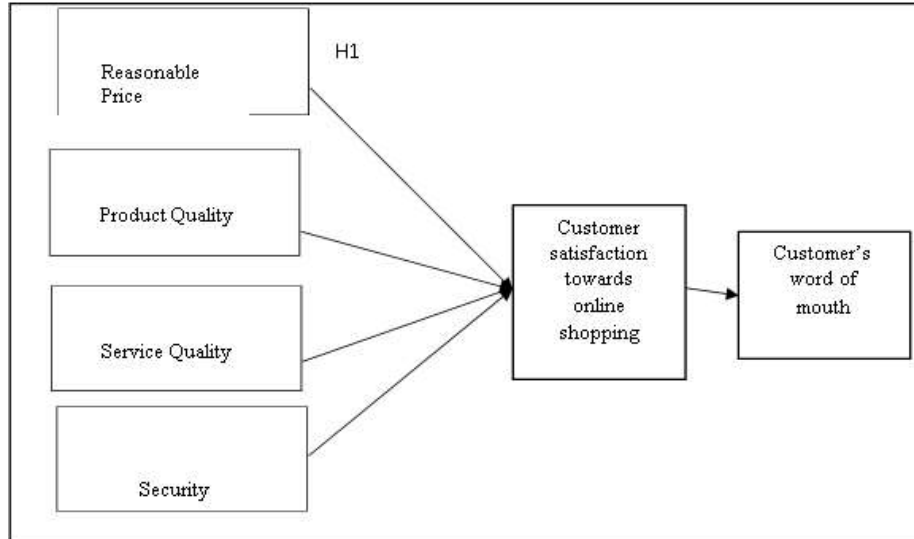 H1
Reasonable
Price
Product Quality
Service Quality
Security
Customer
satisfaction
towards
online
shopping
Customer’s
word of
mouth